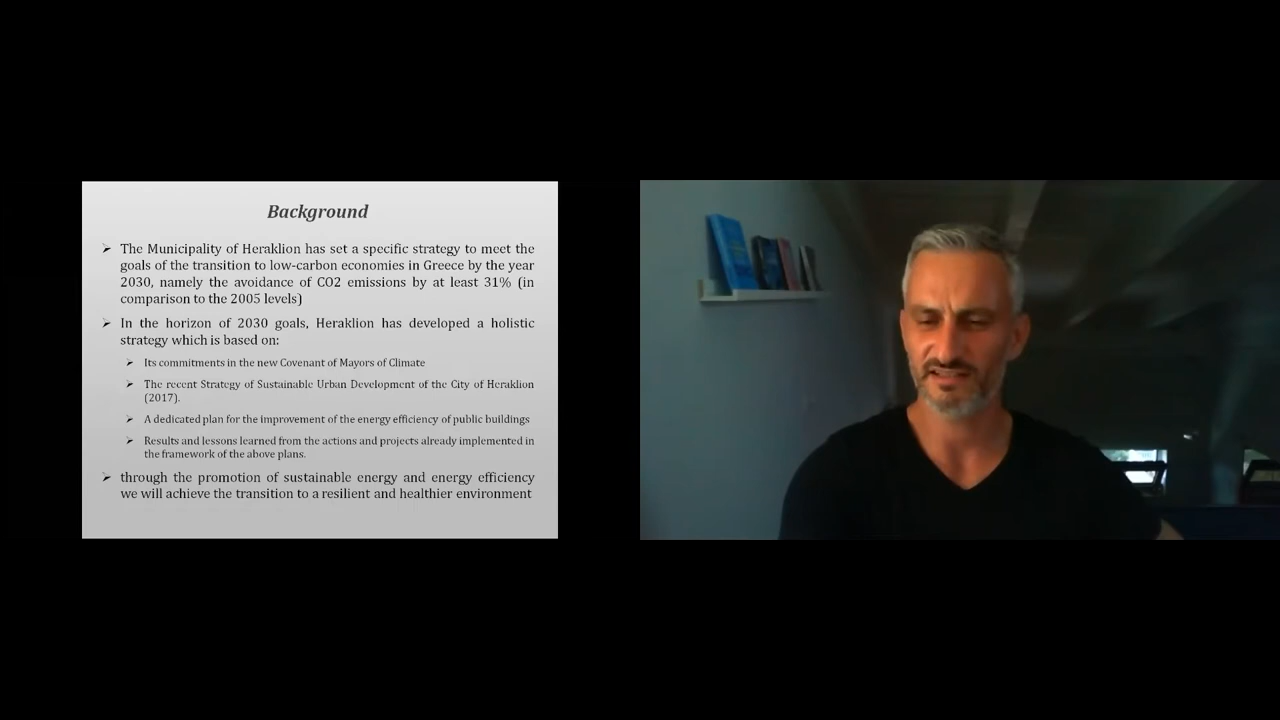 Background
The Municipality of Heraklion has set a specific strategy to meet the
goals of the transition to low-carbon economies in Greece by the year
2030, namely the avoidance of CO2 emissions by at least 31% (in
comparison to the 2005 levels)
In the horizon of 2030 goals, Heraklion has developed a holistic
strategy which is based on:
Its commitments in the new Covenant of Mayors of Climate
The recent Strategy of Sustainable Urban Development of the City of Heraklion
(2017).
A dedicated plan for the improvement of the energy efficiency of public buildings
Results and lessons learned from the actions and projects already implemented in
the framework of the above plans.
through the promotion of sustainable energy and energy efficiency
we will achieve the transition to a resilient and healthier environment